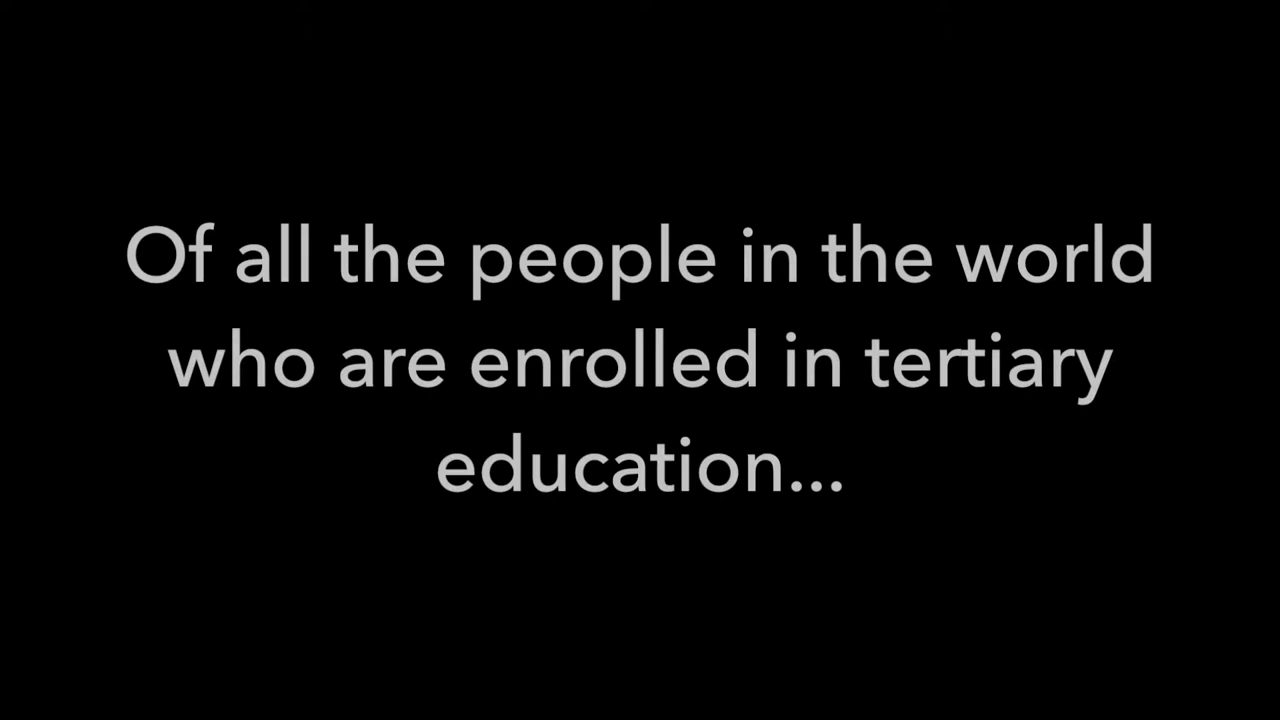 Of all the people in the world
who are enrolled in tertiary
education...